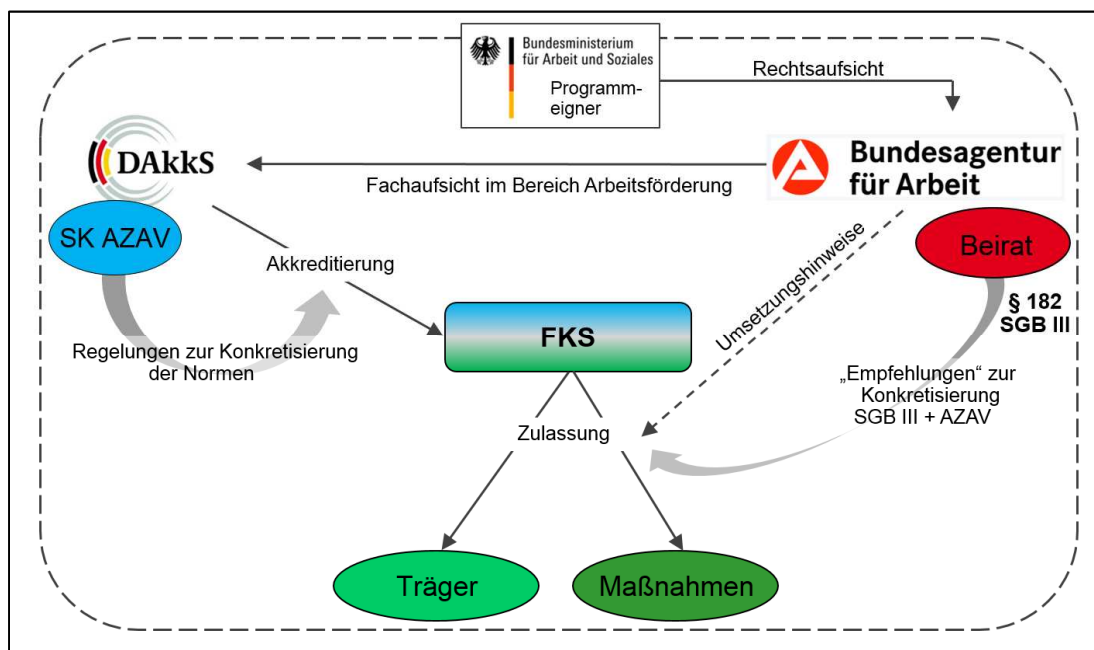 Bundesministerium
für Arbeit und Soziales
Programm-
eigner
Rechtsaufsicht
DAkkS
Bundesagentur
für Arbeit
Fachaufsicht im Bereich Arbeitsförderung
SK AZAV
Beirat
Akkreditierung
Umsetzungshinweise
§ 182
SGB III
FKS
Regelungen zur Konkretisierung
der Normen
„Empfehlungen“ zur
Konkretisierung
SGB III + AZAV
Zulassung
Träger
Maßnahmen